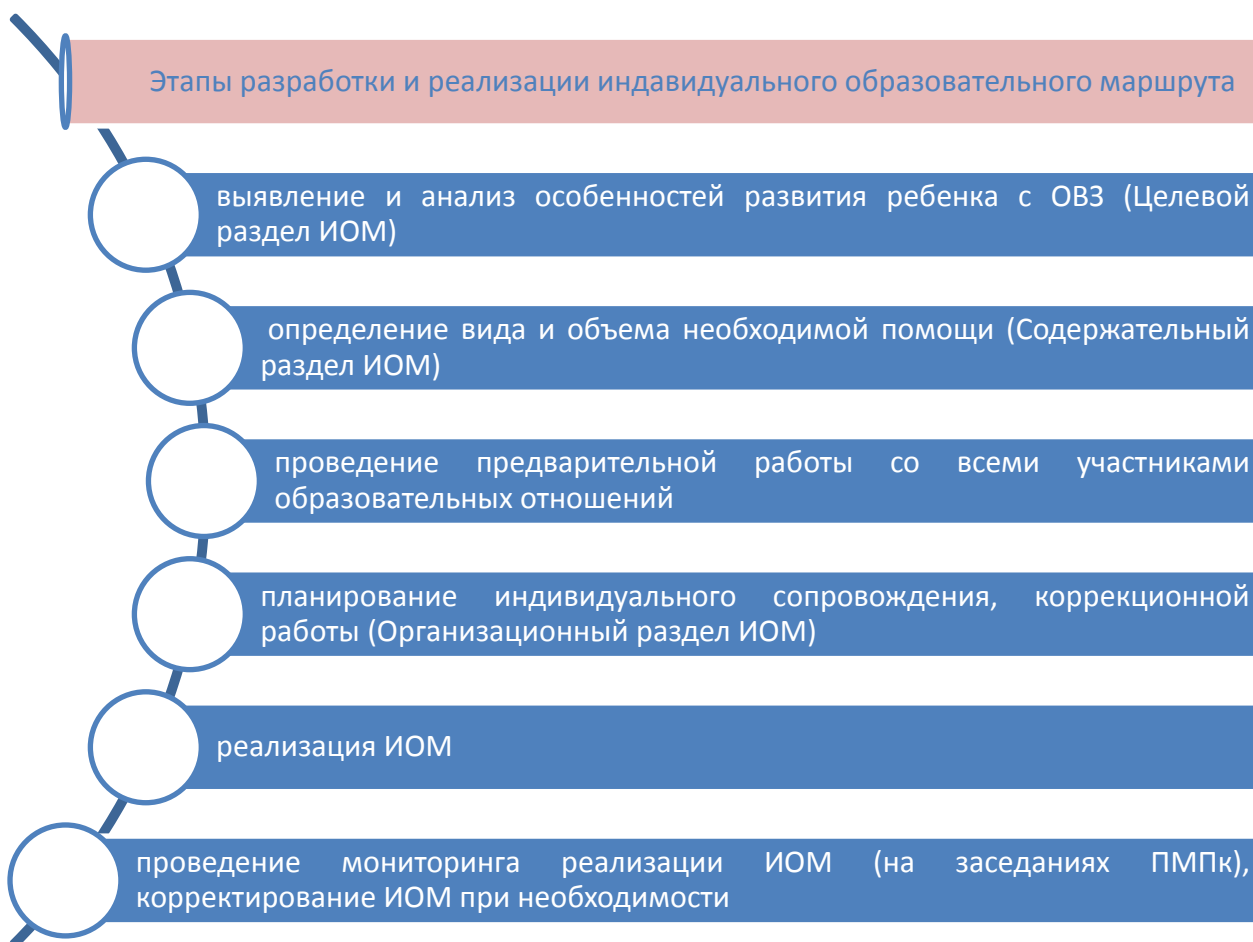 Этапы разработки и реализации индавидуального образовательного маршрута
выявление и анализ особенностей развития ребенка с ОВЗ (Целевой
раздел ИОМ)
определение вида и объема необходимой помощи (Содержательный
раздел ИОМ)
проведение предварительной работы со всеми участниками
образовательных отношений
планирование индивидуального сопровождения, коррекционной
работы (Организационный раздел ИОМ)
реализация ИОМ
проведение мониторинга реализации ИОМ (на заседаниях ПМПк),
корректирование ИОМ при необходимости